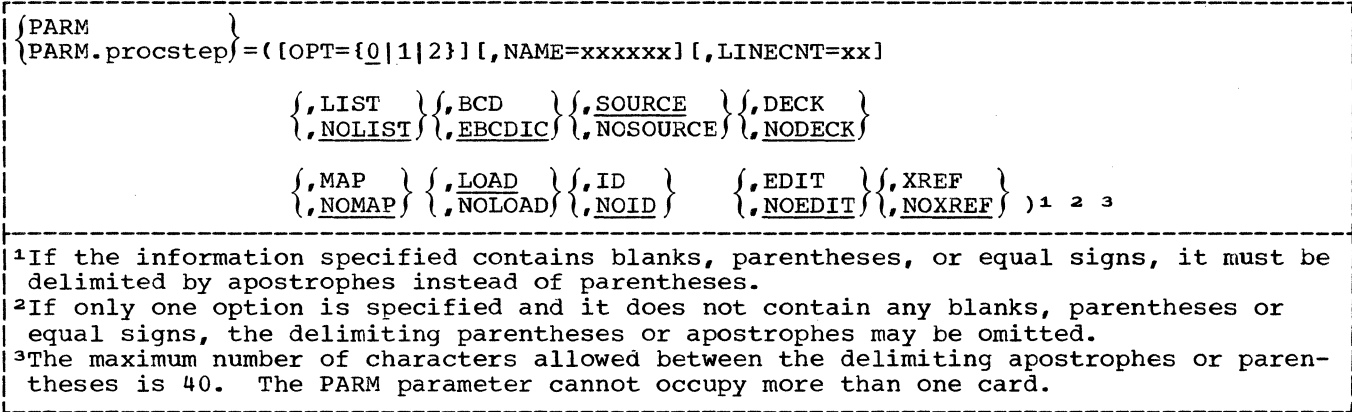 {PARM
PARM.procstep}=([OPT={0|1|2}][,NAME=xxxxxx][,LINECNT=xx]
{,LIST }{,BCD }{,SOURCE }{,DECK }
{,NOLIST}{,EBCDIC}{,NOSOURCE}{,NODECK}
{,MAP }{,LOAD }{,ID }{,EDIT }{,XREF }
{,NOMAP}{,NOLOAD}{,NOID}{,NOEDIT}{,NOXREF})1 2 3
1If the information specified contains blanks, parentheses, or equal signs, it must be
delimited by apostrophes instead of parentheses.
2If only one option is specified and it does not contain any blanks, parentheses or
equal signs, the delimiting parentheses or apostrophes may be omitted.
3The maximum number of characters allowed between the delimiting apostrophes or paren-
theses is 40. The PARM parameter cannot occupy more than one card.